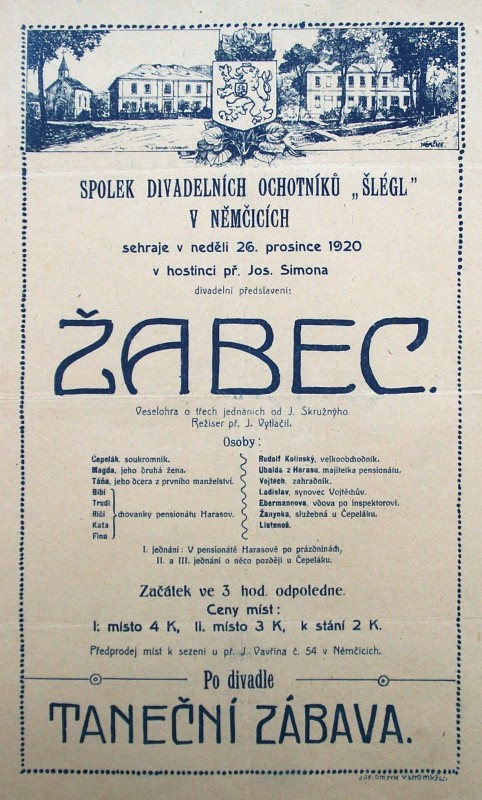 NĚMČICE
SPOLEK DIVADELNÍCH OCHOTNÍKŮ „ŠLÉGL"
V NĚMČICÍCH
sehraje v neděli 26. prosince 1920
v hostinci př. Jos. Simona
divadelní představení:
ŽABEC.
Veselohra o třech jednáních od J. Skružného.
Režiser př. J. Vytlačil.
Osoby:
Čepelák, soukromník.
Magda, jeho druhá žena.
Táňa, jeho dcera z prvního manželství.
Bibi
Trudi
Riči
Kata
Fina
chovanky pensionátu Harasov.
Rudolf Kolinský, velkoobchodník.
Ubalda z Harasu, majitelka pensionátu.
Vojtěch, zahradník.
Ladislav, synovec Vojtěchův.
Ebermannova, vdova po inspektorovi.
Žanynka, služebná u Čepeláku.
Listonoš.
I. jednání: V pensionátě Harasově po prázdninách,
II. a III. jednání o něco později u Čepeláku.
Začátek ve 3 hod. odpoledne.
Ceny míst:
I. místo 4 K, II. místo 3 K, k stání 2 K.
Předprodej míst k sezení u př. J. Vavřina č. 54 v Němčicích.
Po divadle
TANEČNÍ ZÁBAVA.
V LITOMYŠLI.